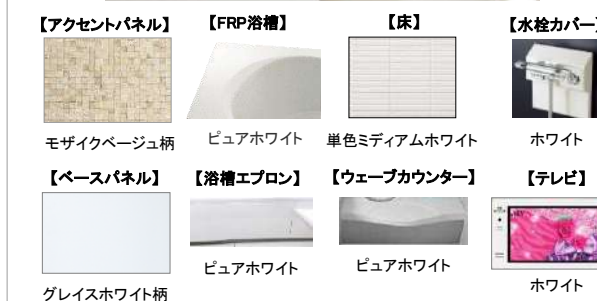 【アクセントパネル】
【FRP浴槽】
【床】
【水栓カバー】
モザイクベージュ柄
ピュアホワイト
単色ミディアムホワイト
ホワイト
【ベースパネル】
【浴槽エプロン】
【ウェーブカウンター】
【テレビ】
グレイスホワイト柄
ピュアホワイト
ピュアホワイト
ホワイト